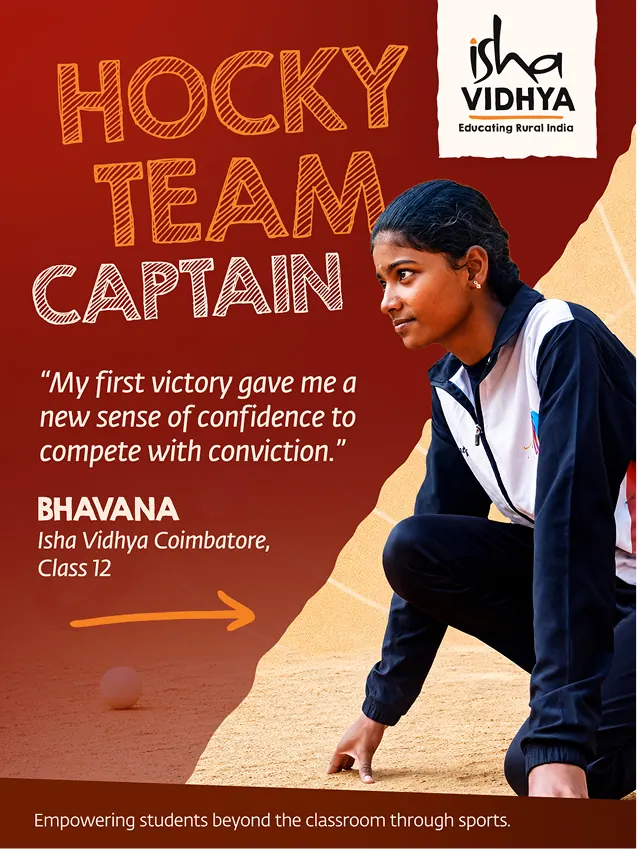 HOCKY
TEAM
CAPTAIN
isha
VIDHYA
Educating Rural India
“My first victory gave me a
new sense of confidence to
compete with conviction.”
BHAVANA
Isha Vidhya Coimbatore,
Class 12
Empowering students beyond the classroom through sports.